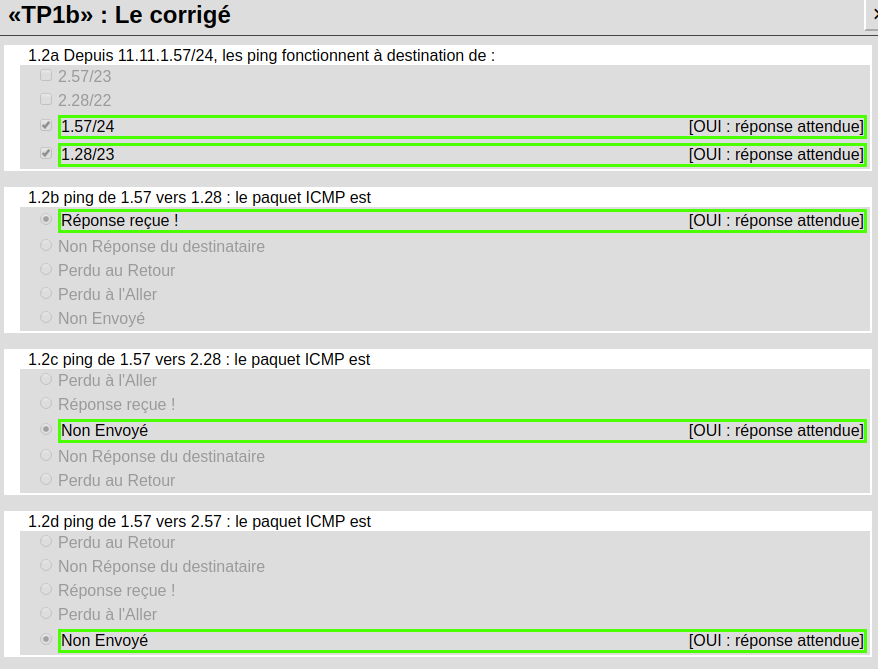 «TP1b» : Le corrigé
1.2a Depuis 11.11.1.57/24, les ping fonctionnent à destination de :
2.57/23
2.28/22
1.57/24 [OUI : réponse attendue]
1.28/23 [OUI : réponse attendue]
1.2b ping de 1.57 vers 1.28 : le paquet ICMP est
Réponse reçue ! [OUI : réponse attendue]
Non Réponse du destinataire
Perdu au Retour
Perdu à l'Aller
Non Envoyé
1.2c ping de 1.57 vers 2.28 : le paquet ICMP est
Perdu à l'Aller
Réponse reçue !
Non Envoyé [OUI : réponse attendue]
Non Réponse du destinataire
Perdu au Retour
1.2d ping de 1.57 vers 2.57 : le paquet ICMP est
Perdu au Retour
Non Réponse du destinataire
Réponse reçue !
Perdu à l'Aller
Non Envoyé [OUI : réponse attendue]